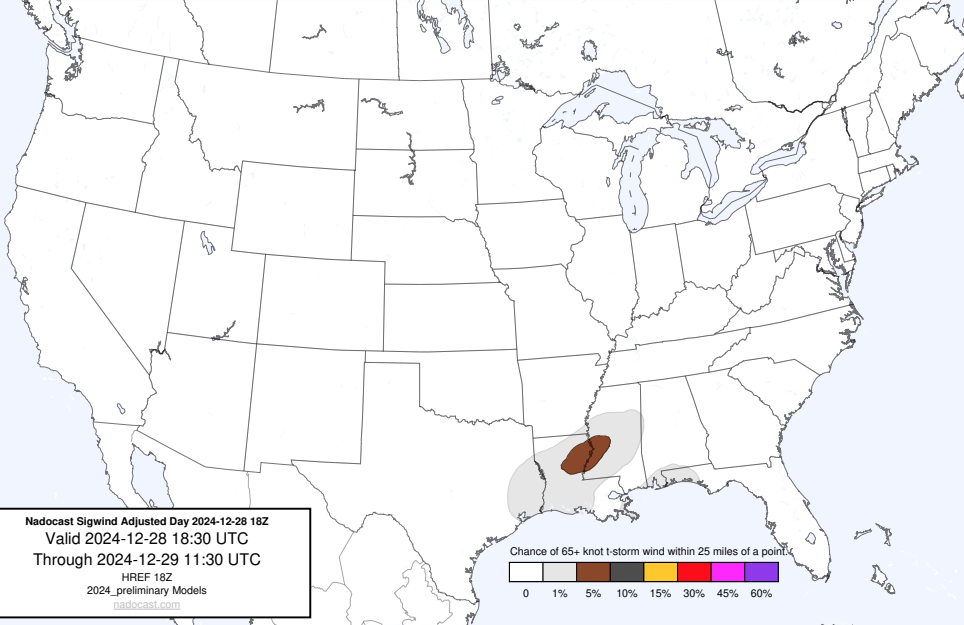 Nadocast Sigwind Adjusted Day 2024-12-28 18Z
Valid 2024-12-28 18:30 UTC
Through 2024-12-29 11:30 UTC
HREF 18Z
2024_preliminary Models
nadocast.com
Chance of 65+ knot t-storm wind within 25 miles of a point.
0 1% 5% 10% 15% 30% 45% 60%